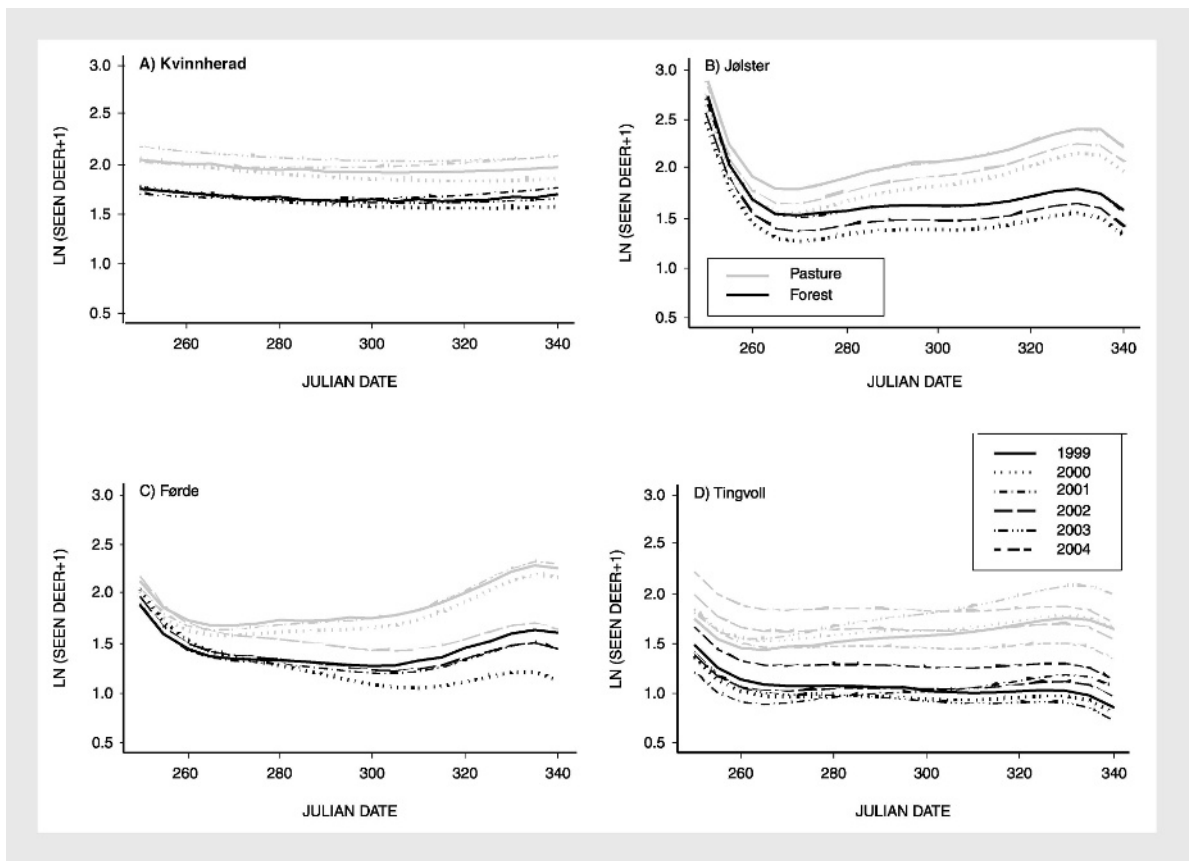 A) Kvinnherad
3.0
2.5
2.0
1.5
1.0
0.5
LN (SEEN DEER+1)
260 280 300 320 340
JULIAN DATE
B) Jølster
3.0
2.5
2.0
1.5
1.0
0.5
LN (SEEN DEER+1)
Pasture
Forest
260 280 300 320 340
JULIAN DATE
C) Førde
3.0
2.5
2.0
1.5
1.0
0.5
LN (SEEN DEER+1)
260 280 300 320 340
JULIAN DATE
D) Tingvoll
3.0
2.5
2.0
1.5
1.0
0.5
LN (SEEN DEER+1)
1999
2000
2001
2002
2003
2004
260 280 300 320 340
JULIAN DATE